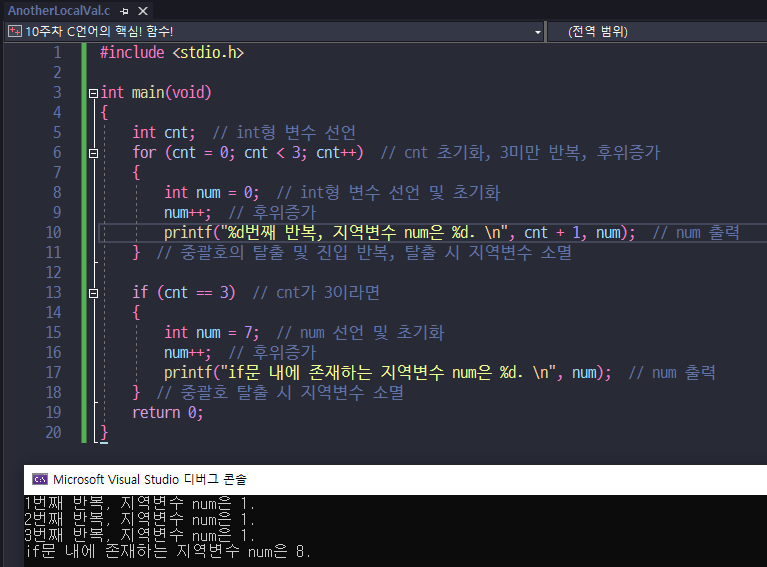 AnotherLocalVal.c
10주차 C언어의 핵심! 함수! (전역 범위)
1 #include <stdio.h>
2
3 int main(void)
4 {
5 int cnt; // int형 변수 선언
6 for (cnt = 0; cnt < 3; cnt++) // cnt 초기화, 3미만 반복, 후위증가
7 {
8 int num = 0; // int형 변수 선언 및 초기화
9 num++; // 후위증가
10 printf("%d번째 반복, 지역변수 num은 %d. \n", cnt + 1, num); // num 출력
11 } // 중괄호의 탈출 및 진입 반복, 탈출 시 지역변수 소멸
12
13 if (cnt == 3) // cnt가 3이라면
14 {
15 int num = 7; // num 선언 및 초기화
16 num++; // 후위증가
17 printf("if문 내에 존재하는 지역변수 num은 %d. \n", num); // num 출력
18 } // 중괄호 탈출 시 지역변수 소멸
19 return 0;
20 }
C:\ Microsoft Visual Studio 디버그 콘솔
1번째 반복, 지역변수 num은 1.
2번째 반복, 지역변수 num은 1.
3번째 반복, 지역변수 num은 1.
if문 내에 존재하는 지역변수 num은 8.